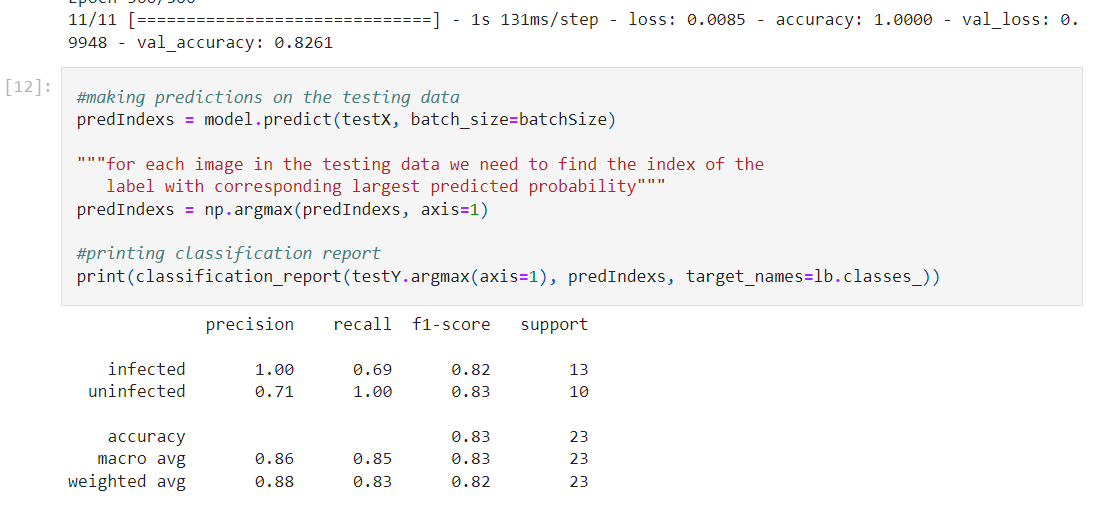 11/11 [==============================] - 1s 131ms/step - loss: 0.0085 - accuracy: 1.0000 - val_loss: 0.
9948 - val_accuracy: 0.8261
[12]:
#making predictions on the testing data
predIndexs = model.predict(testX, batch_size=batchSize)
"""for each image in the testing data we need to find the index of the
label with corresponding largest predicted probability"""
predIndexs = np.argmax(predIndexs, axis=1)
#printing classification report
print(classification_report(testY.argmax(axis=1), predIndexs, target_names=lb.classes_))
precision recall f1-score support
infected 1.00 0.69 0.82 13
uninfected 0.71 1.00 0.83 10
accuracy 0.83 23
macro avg 0.86 0.85 0.83 23
weighted avg 0.88 0.83 0.82 23